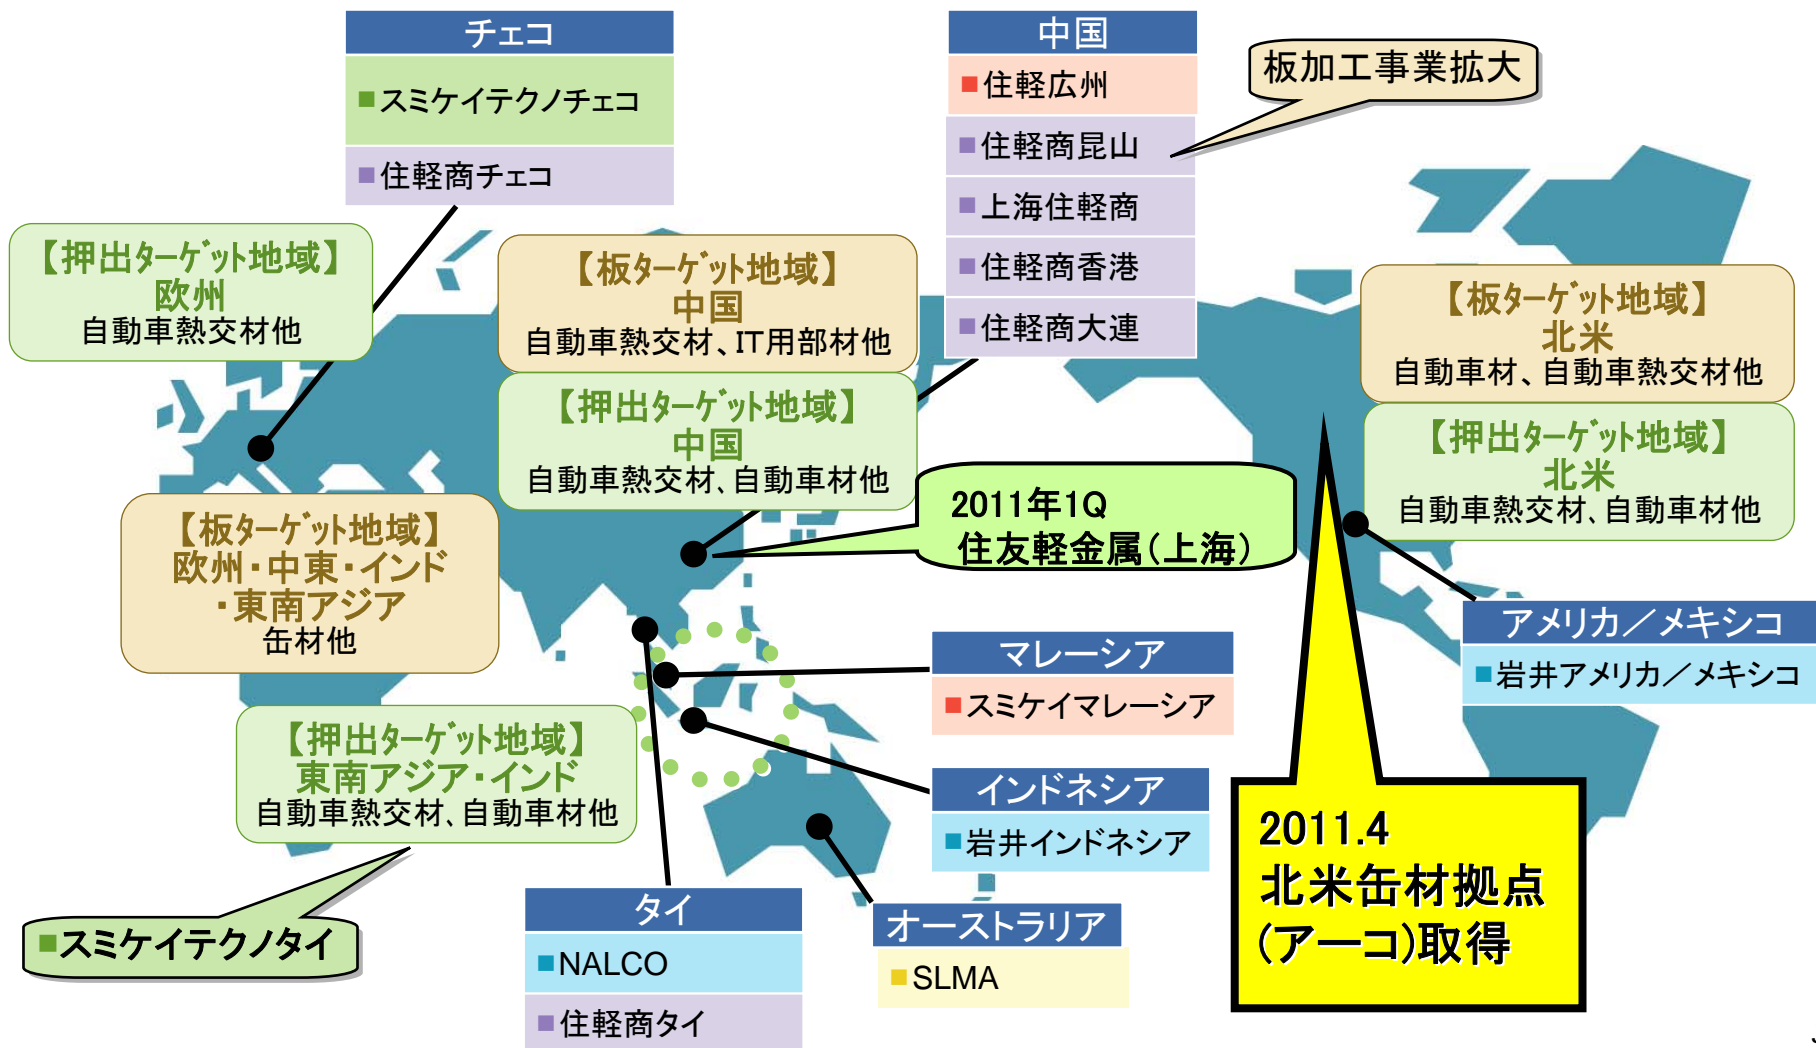 チェコ
■スミケイテクノチェコ
■住軽商チェコ
中国
■住軽広州
■住軽商昆山
■上海住軽商
■住軽商香港
■住軽商大連
板加工事業拡大
【押出ターゲット地域】
欧州
自動車熱交材他
【板ターゲット地域】
中国
自動車熱交材、IT用部材他
【押出ターゲット地域】
中国
自動車熱交材、自動車材他
【板ターゲット地域】
北米
自動車材、自動車熱交材他
【押出ターゲット地域】
北米
自動車熱交材、自動車材他
2011年1Q
住友軽金属(上海)
【板ターゲット地域】
欧州・中東・インド
・東南アジア
缶材他
【押出ターゲット地域】
東南アジア・インド
自動車熱交材、自動車材他
■スミケイテクノタイ
マレーシア
■スミケイマレーシア
インドネシア
■岩井インドネシア
アメリカ/メキシコ
■岩井アメリカ/メキシコ
タイ
■NALCO
■住軽商タイ
オーストラリア
■SLMA
2011.4
北米缶材拠点
(アーコ)取得